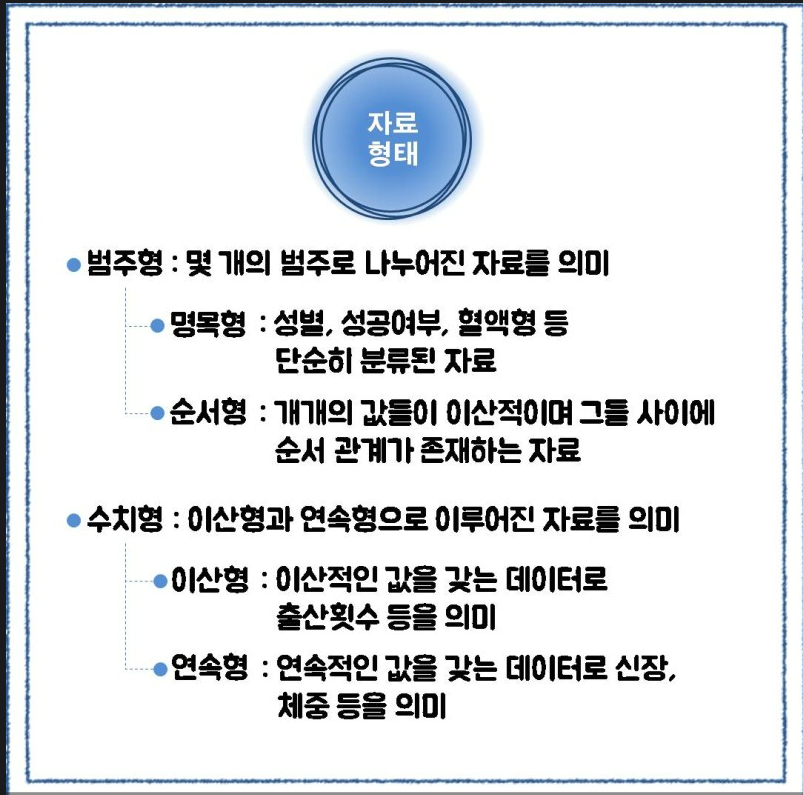 자료
형태
범주형 : 몇 개의 범주로 나누어진 자료를 의미
명목형 : 성별, 성공여부, 혈액형 등
단순히 분류된 자료
순서형 : 개개의 값들이 이산적이며 그들 사이에
순서 관계가 존재하는 자료
수치형 : 이산형과 연속형으로 이루어진 자료를 의미
이산형 : 이산적인 값을 갖는 데이터로
출산횟수 등을 의미
연속형 : 연속적인 값을 갖는 데이터로 신장,
체중 등을 의미